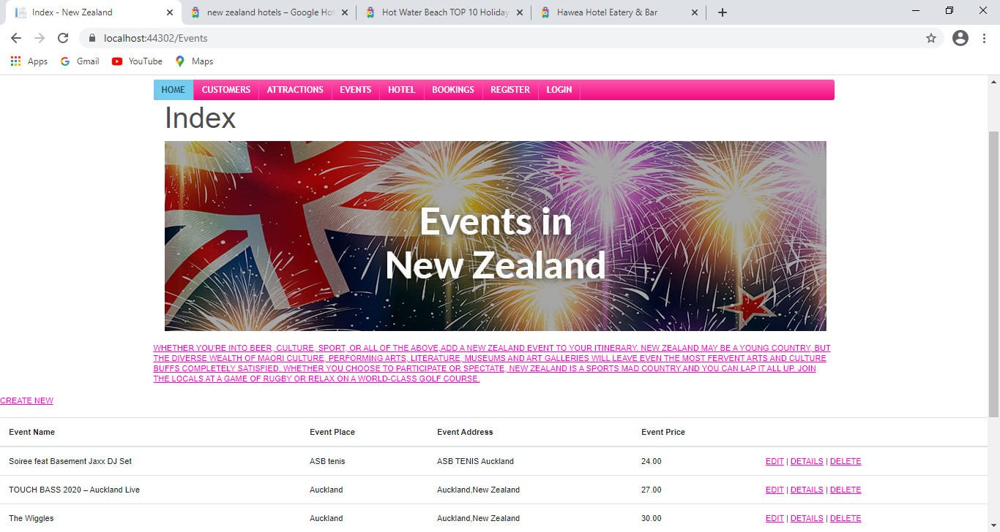 Index - New Zealand
new zealand hotels – Google Hot
Hot Water Beach TOP 10 Holiday
Hawea Hotel Eatery & Bar
localhost:44302/Events
Apps Gmail YouTube Maps
HOME CUSTOMERS ATTRACTIONS EVENTS HOTEL BOOKINGS REGISTER LOGIN
Index
Events in
New Zealand
WHETHER YOU'RE INTO BEER, CULTURE, SPORT, OR ALL OF THE ABOVE,ADD A NEW ZEALAND EVENT TO YOUR ITINERARY. NEW ZEALAND MAY BE A YOUNG COUNTRY, BUT
THE DIVERSE WEALTH OF MAORI CULTURE, PERFORMING ARTS, LITERATURE, MUSEUMS AND ART GALLERIES WILL LEAVE EVEN THE MOST FERVENT ARTS AND CULTURE
BUFFS COMPLETELY SATISFIED. WHETHER YOU CHOOSE TO PARTICIPATE OR SPECTATE, NEW ZEALAND IS A SPORTS MAD COUNTRY AND YOU CAN LAP IT ALL UP. JOIN
THE LOCALS AT A GAME OF RUGBY OR RELAX ON A WORLD-CLASS GOLF COURSE.
CREATE NEW
Event Name Event Place Event Address Event Price
Soiree feat Basement Jaxx DJ Set ASB tenis ASB TENIS Auckland 24.00 EDIT | DETAILS | DELETE
TOUCH BASS 2020 – Auckland Live Auckland Auckland,New Zealand 27.00 EDIT | DETAILS | DELETE
The Wiggles Auckland Auckland,New Zealand 30.00 EDIT | DETAILS | DELETE